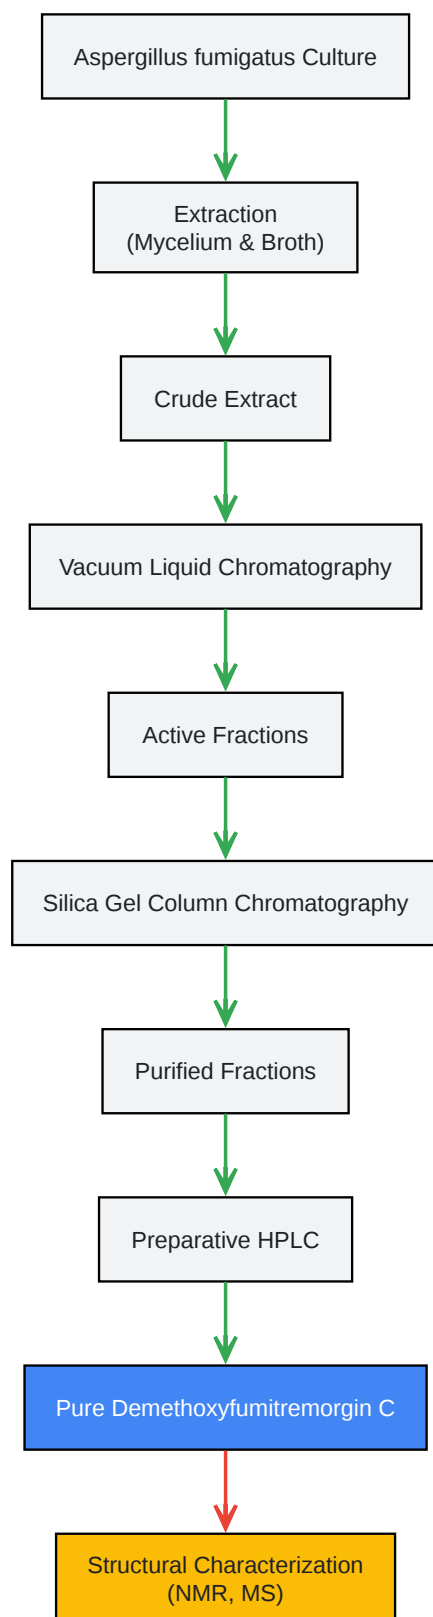 Aspergillus fumigatus Culture
Extraction
(Mycelium & Broth)
Crude Extract
Vacuum Liquid Chromatography
Active Fractions
Silica Gel Column Chromatography
Purified Fractions
Preparative HPLC
Pure Demethoxyfumitremorgin C
Structural Characterization
(NMR, MS)